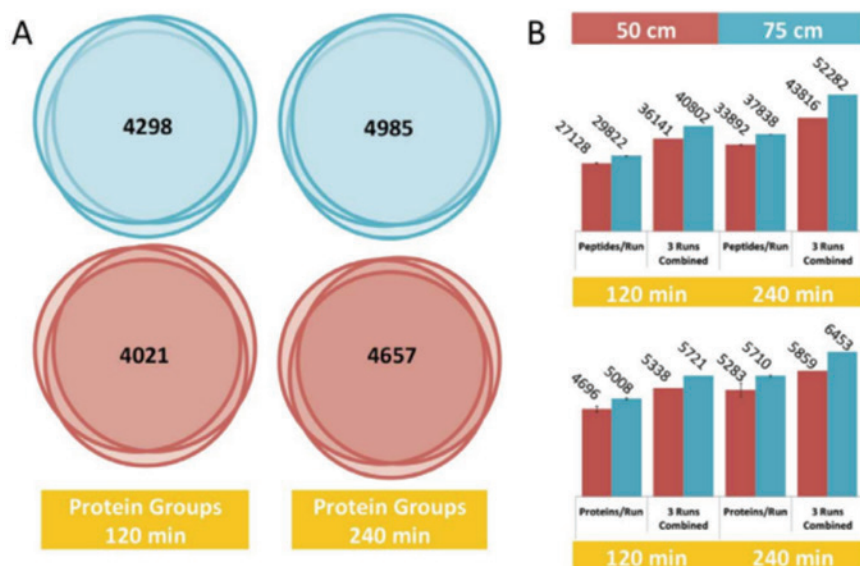 A
4298
4985
4021
4657
Protein Groups
120 min
Protein Groups
240 min
B
50 cm
75 cm
27128
29822
36141
40802
33892
37838
43816
52282
Peptides/Run
3 Runs
Combined
Peptides/Run
3 Runs
Combined
120 min
240 min
4696
5008
5338
5721
5283
5710
5859
6453
Proteins/Run
3 Runs
Combined
Proteins/Run
3 Runs
Combined
120 min
240 min